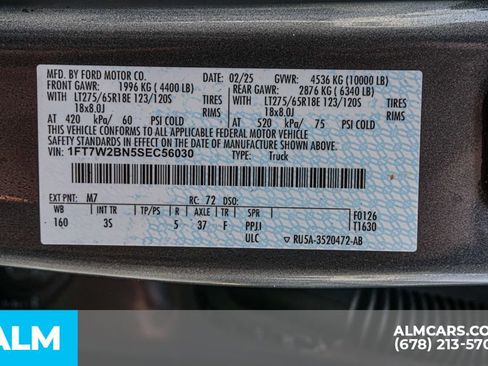 MFD. BY FORD MOTOR CO. 02/25 GVWR: 4536 KG (10000 LB)
FRONT GAWR: 1996 KG (4400 LB) REAR GAWR: 2876 KG (6340 LB)
WITH LT275/65R18E 123/120S TIRES WITH LT275/65R18E 123/120S TIRES
18x8.0J RIMS 18x8.0J RIMS
AT 420 kPa/ 60 PSI COLD AT 520 kPa/ 75 PSI COLD
THIS VEHICLE CONFORMS TO ALL APPLICABLE FEDERAL MOTOR VEHICLE
SAFETY STANDARDS IN EFFECT ON THE DATE OF MANUFACTURE SHOWN ABOVE.
VIN: 1FT7W2BN5SEC56030 TYPE: Truck
EXT PNT: M7 RC: 72 DSO:
WB INT TR TP/PS R AXLE TR SPR F0126
160 3S 5 37 F PPJJ T1630
ULC RU5A-3520472-AB
ALM
ALMCARS.COM
(678) 213-570